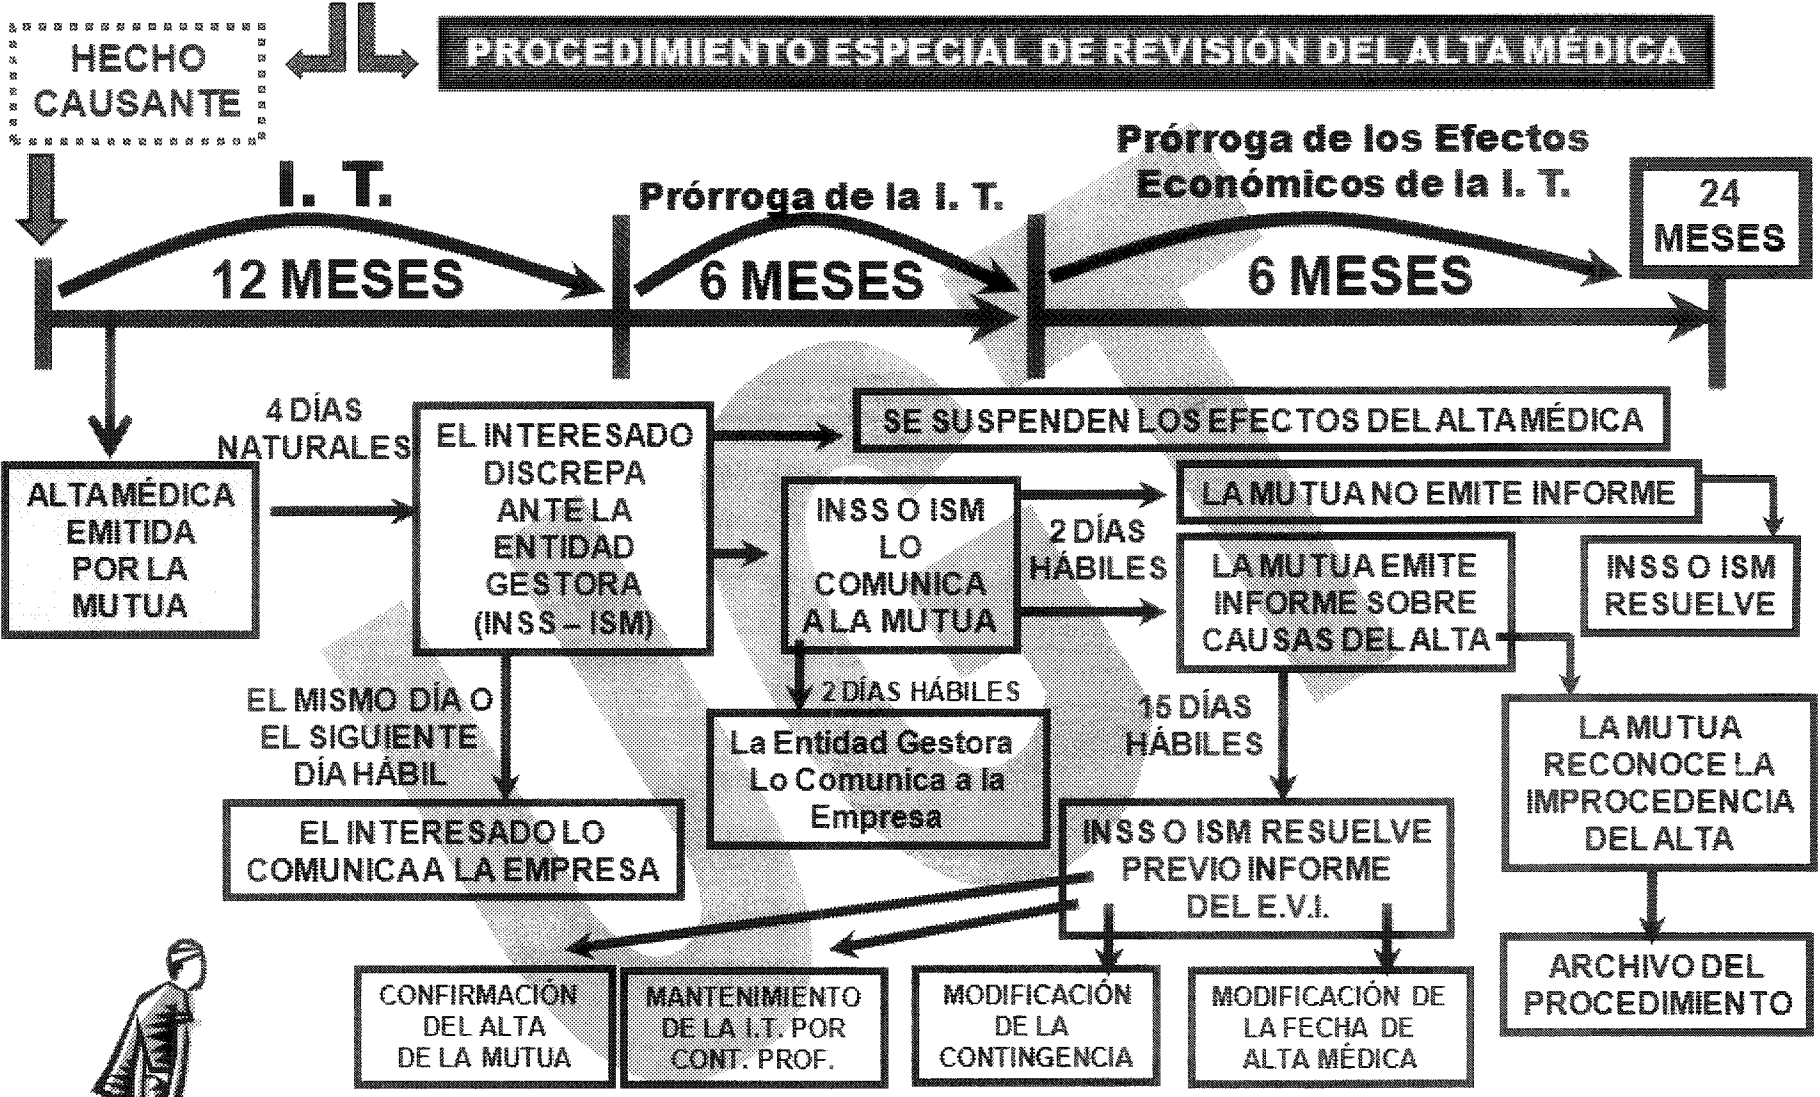 HECHO
CAUSANTE
PROCEDIMIENTO ESPECIAL DE REVISIÓN DEL ALTA MÉDICA
I. T.
Prórroga de la I. T.
Prórroga de los Efectos
Económicos de la I. T.
24
MESES
12 MESES
6 MESES
6 MESES
4 DÍAS
NATURALES
ALTA MÉDICA
EMITIDA
POR LA
MUTUA
EL INTERESADO
DISCREPA
ANTE LA
ENTIDAD
GESTORA
(INSS – ISM)
SE SUSPENDEN LOS EFECTOS DEL ALTA MÉDICA
INSS O ISM
LO
COMUNICA
A LA MUTUA
2 DÍAS
HÁBILES
LA MUTUA NO EMITE INFORME
INSS O ISM
RESUELVE
LA MUTUA EMITE
INFORME SOBRE
CAUSAS DEL ALTA
EL MISMO DÍA O
EL SIGUIENTE
DÍA HÁBIL
2 DÍAS HÁBILES
La Entidad Gestora
Lo Comunica a la
Empresa
15 DÍAS
HÁBILES
LA MUTUA
RECONOCE LA
IMPROCEDENCIA
DEL ALTA
EL INTERESADO LO
COMUNICA A LA EMPRESA
INSS O ISM RESUELVE
PREVIO INFORME
DEL E.V.I.
ARCHIVO DEL
PROCEDIMIENTO
CONFIRMACIÓN
DEL ALTA
DE LA MUTUA
MANTENIMIENTO
DE LA I.T. POR
CONT. PROF.
MODIFICACIÓN
DE LA
CONTINGENCIA
MODIFICACIÓN DE
LA FECHA DE
ALTA MÉDICA